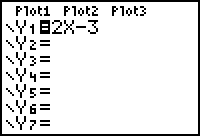 Plot1 Plot2 Plot3
\Y1=2X-3
\Y2=
\Y3=
\Y4=
\Y5=
\Y6=
\Y7=